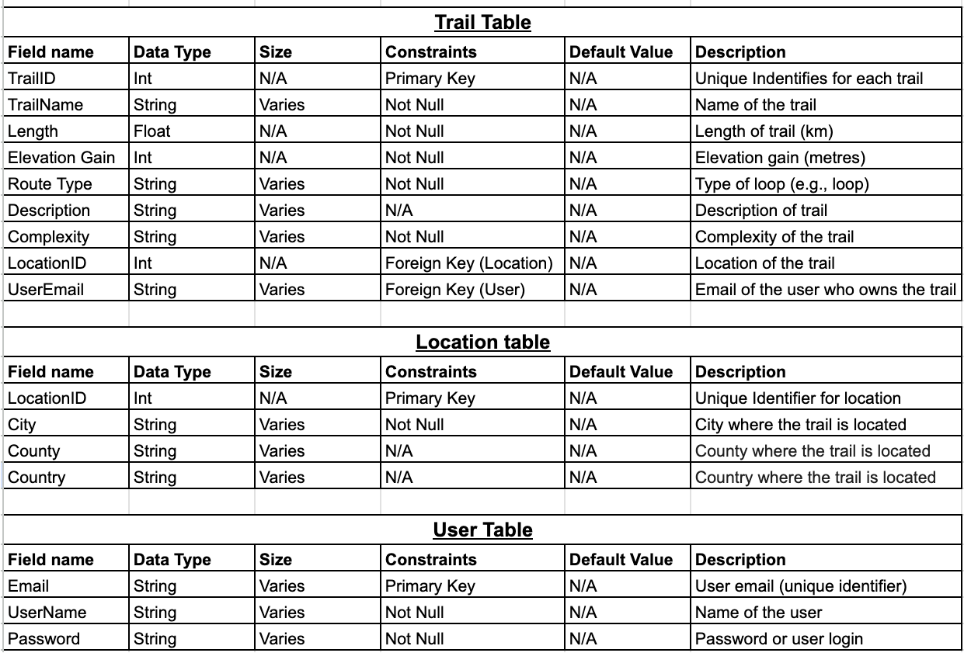 Trail Table
Field name Data Type Size Constraints Default Value Description
TrailID Int N/A Primary Key N/A Unique Indentifies for each trail
TrailName String Varies Not Null N/A Name of the trail
Length Float N/A Not Null N/A Length of trail (km)
Elevation Gain Int N/A Not Null N/A Elevation gain (metres)
Route Type String Varies Not Null N/A Type of loop (e.g., loop)
Description String Varies N/A N/A Description of trail
Complexity String Varies Not Null N/A Complexity of the trail
LocationID Int N/A Foreign Key (Location) N/A Location of the trail
UserEmail String Varies Foreign Key (User) N/A Email of the user who owns the trail
Location table
Field name Data Type Size Constraints Default Value Description
LocationID Int N/A Primary Key N/A Unique Identifier for location
City String Varies Not Null N/A City where the trail is located
County String Varies N/A N/A County where the trail is located
Country String Varies N/A N/A Country where the trail is located
User Table
Field name Data Type Size Constraints Default Value Description
Email String Varies Primary Key N/A User email (unique identifier)
UserName String Varies Not Null N/A Name of the user
Password String Varies Not Null N/A Password or user login